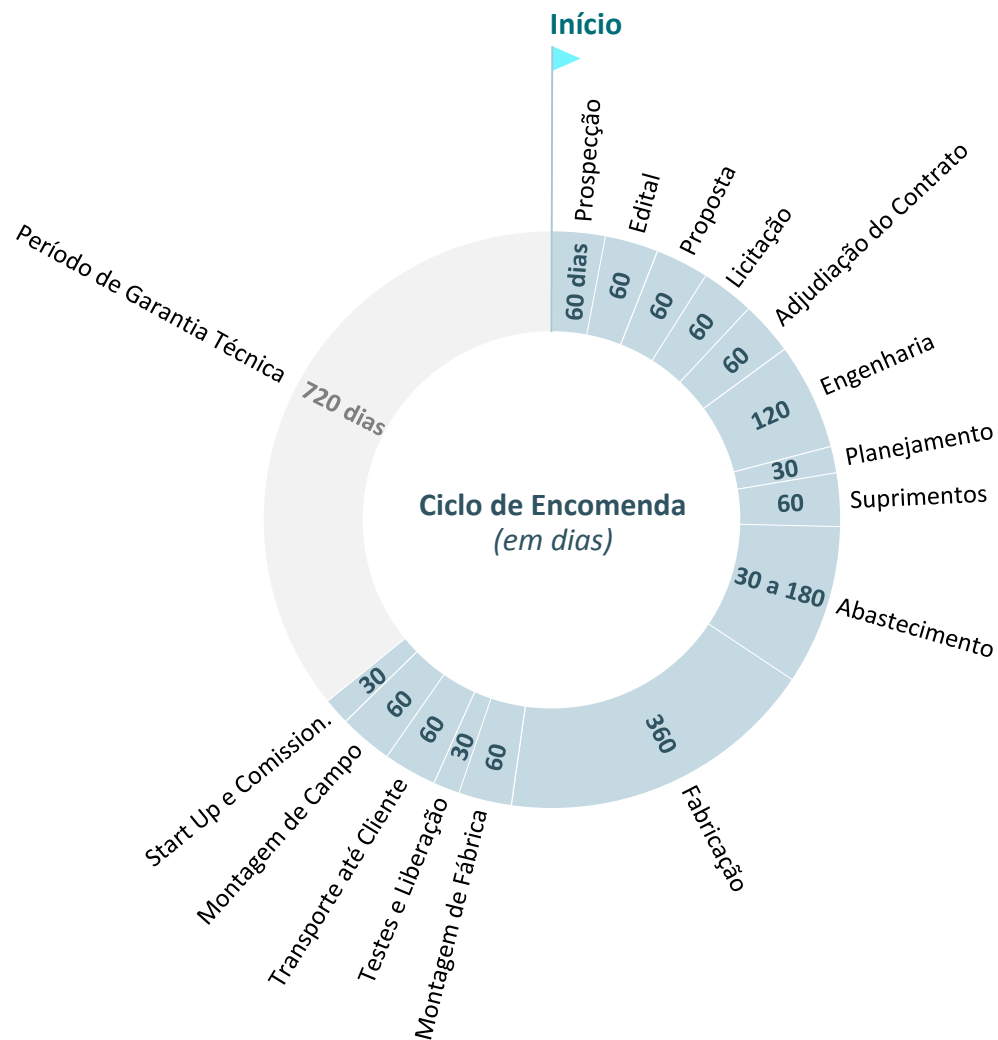 Início
Prospecção
60 dias
Edital
60
Proposta
60
Licitação
60
Adjudiação do Contrato
60
Engenharia
120
Planejamento
30
Suprimentos
60
Abastecimento
30 a 180
Fabricação
360
Montagem de Fábrica
60
Testes e Liberação
30
Transporte até Cliente
60
Montagem de Campo
60
Start Up e Comission.
30
Período de Garantia Técnica
720 dias
Ciclo de Encomenda
(em dias)